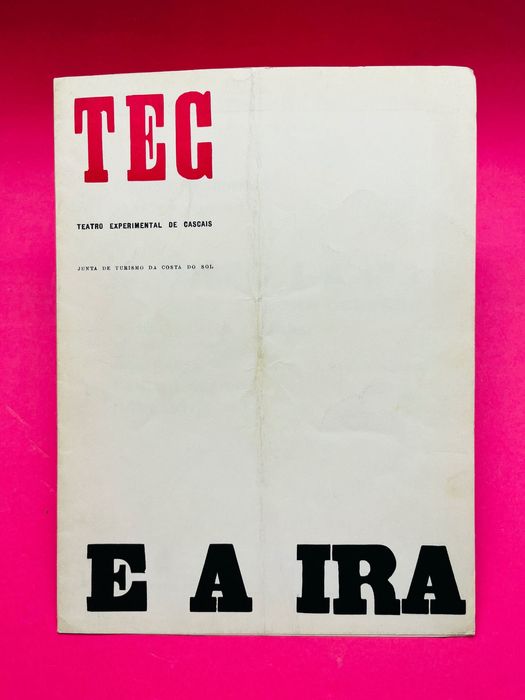 TEC
TEATRO EXPERIMENTAL DE CASCAIS
JUNTA DE TURISMO DA COSTA DO SOL
E A IRA